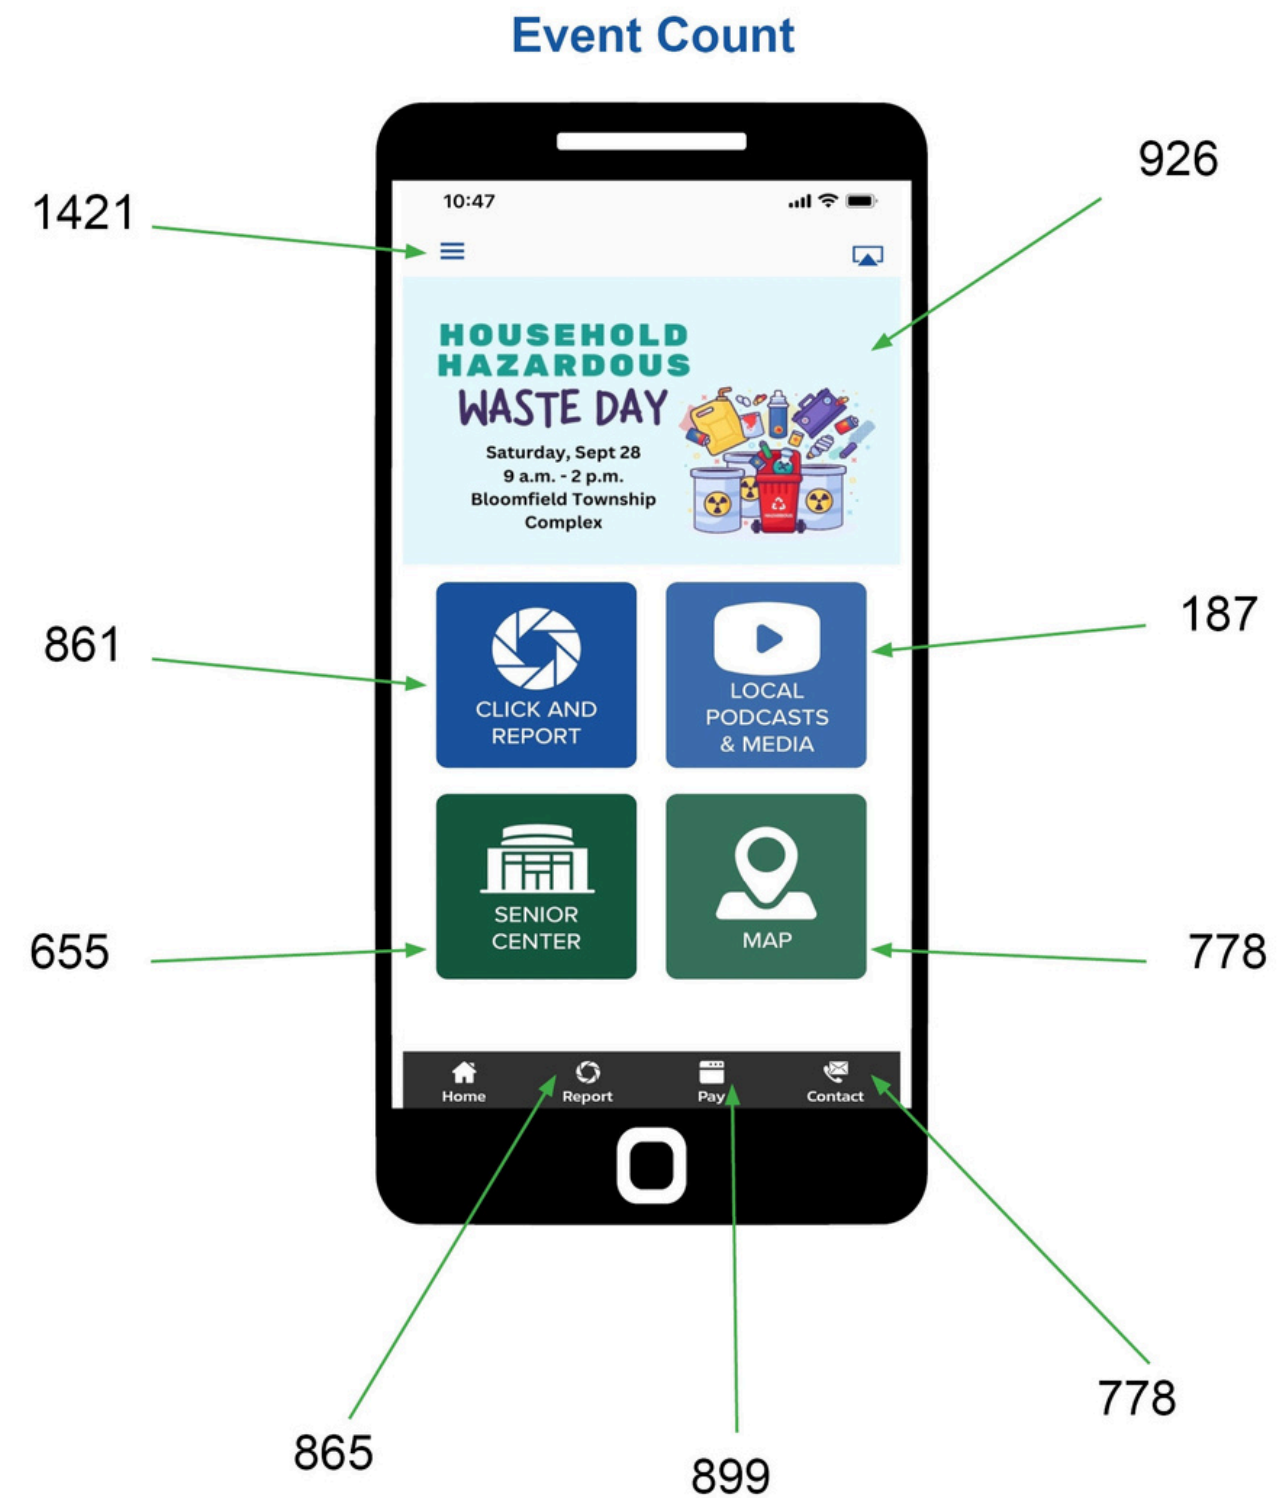 Event Count
926
1421
10:47
HOUSEHOLD
HAZARDOUS
WASTE DAY
Saturday, Sept 28
9 a.m. - 2 p.m.
Bloomfield Township
Complex
861
187
CLICK AND
REPORT
LOCAL
PODCASTS
& MEDIA
655
778
SENIOR
CENTER
MAP
Home
Report
Pay
Contact
865
899
778